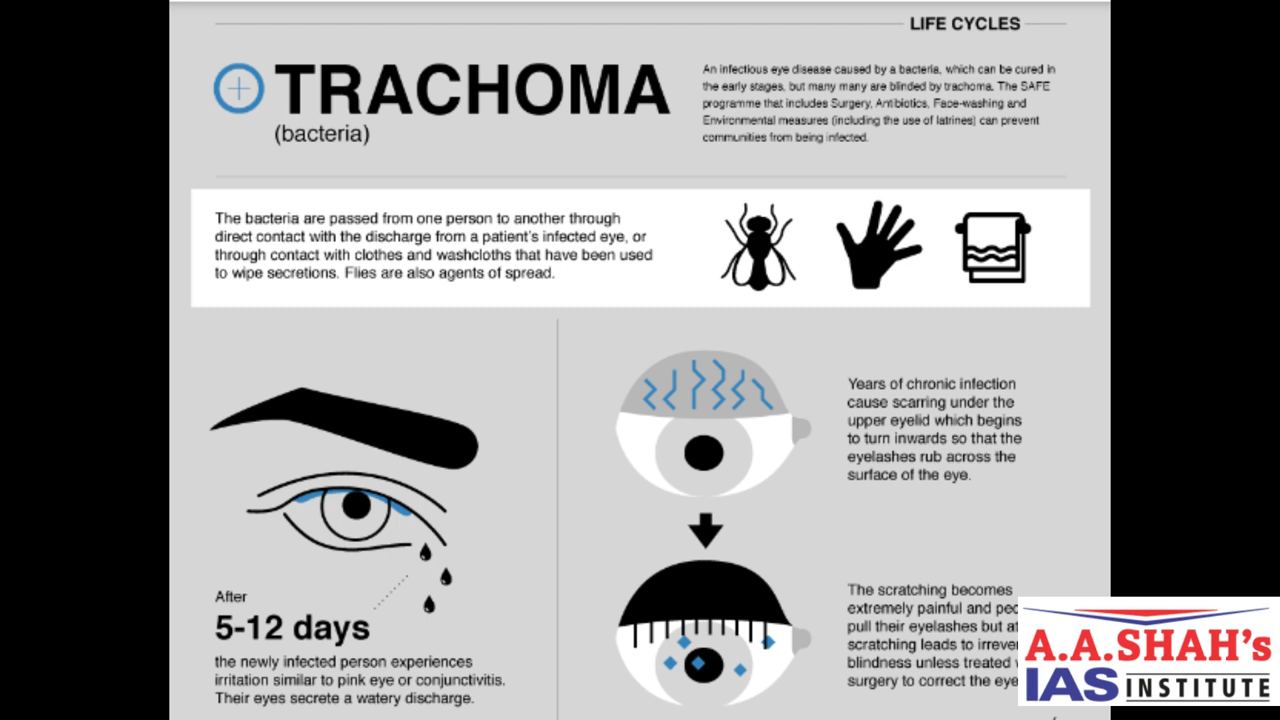 LIFE CYCLES
TRACHOMA
(bacteria)
An infectious eye disease caused by a bacteria, which can be cured in
the early stages, but many many are blinded by trachoma. The SAFE
programme that includes Surgery, Antibiotics, Face-washing and
Environmental measures (including the use of latrines) can prevent
communities from being infected.
The bacteria are passed from one person to another through
direct contact with the discharge from a patient's infected eye, or
through contact with clothes and washcloths that have been used
to wipe secretions. Flies are also agents of spread.
After
5-12 days
the newly infected person experiences
irritation similar to pink eye or conjunctivitis.
Their eyes secrete a watery discharge.
Years of chronic infection
cause scarring under the
upper eyelid which begins
to turn inwards so that the
eyelashes rub across the
surface of the eye.
The scratching becomes
extremely painful and
pull their eyelashes but
scratching leads to
blindness unless treated
surgery to correct the
A.A.SHAH's
IAS INSTITUTE